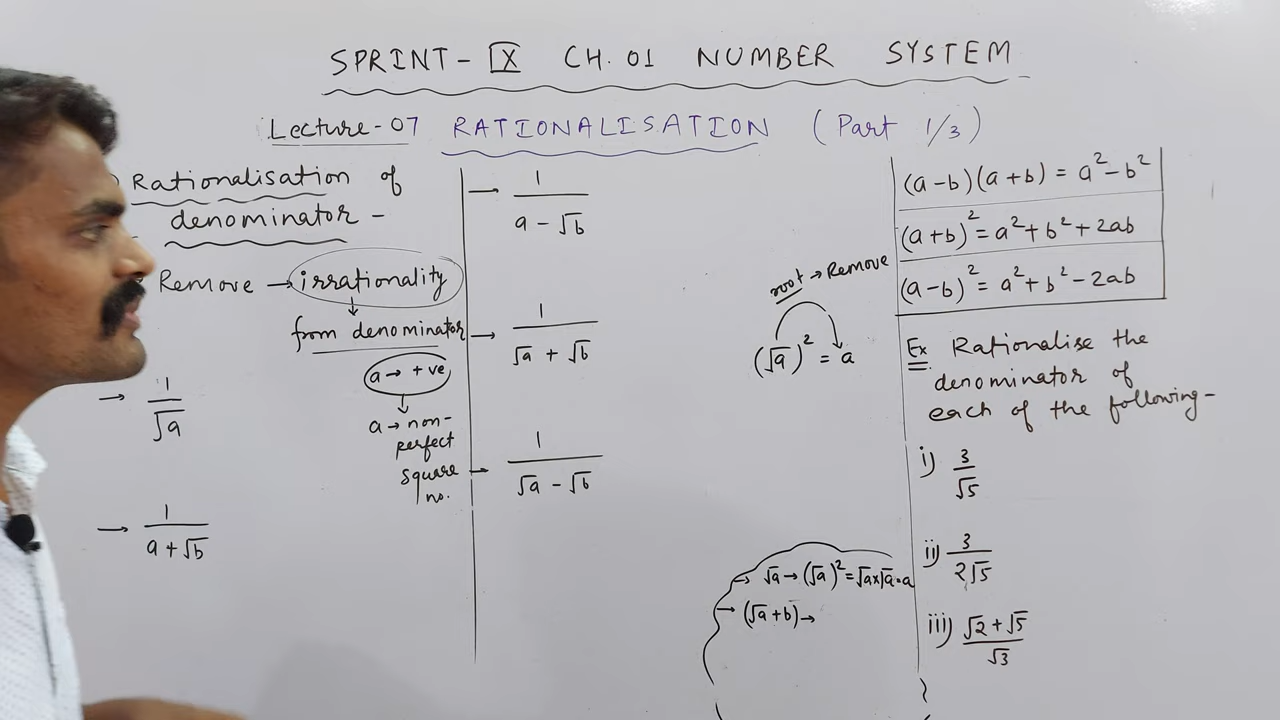 SPRINT - IX CH. 01 NUMBER SYSTEM
Lecture - 07 RATIONALISATION (Part 1/3)
Rationalisation of
denominator -
Remove → irrationality
↓
from denominator
a → +ve
↓
a → non-
perfect
square
no.
→ 1/√a
→ 1/(a + √b)
→ 1/(a - √b)
→ 1/(√a + √b)
→ 1/(√a - √b)
root → Remove
(√a)² = a
→ √a → (√a)² = √a x √a = a
→ (√a + b) →
(a - b)(a + b) = a² - b²
(a + b)² = a² + b² + 2ab
(a - b)² = a² + b² - 2ab
Ex Rationalise the
denominator of
each of the following -
i) 3/√5
ii) 3/2√5
iii) (√2 + √5)/√3